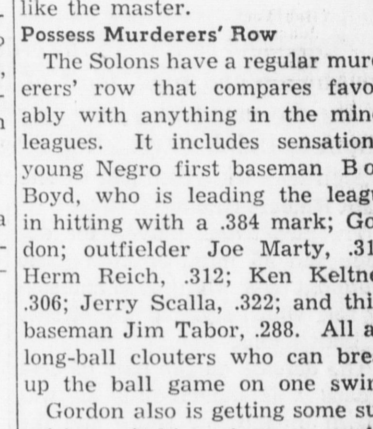 like the master.
Possess Murderers' Row
The Solons have a regular mur
erers' row that compares favo
ably with anything in the min
leagues. It includes sensation
young Negro first baseman Bo
Boyd, who is leading the leag
in hitting with a .384 mark; Go
don; outfielder Joe Marty, .31
Herm Reich, .312; Ken Keltne
.306; Jerry Scalla, .322; and thi
baseman Jim Tabor, .288. All a
long-ball clouters who can bre
up the ball game on one swin
Gordon also is getting some su